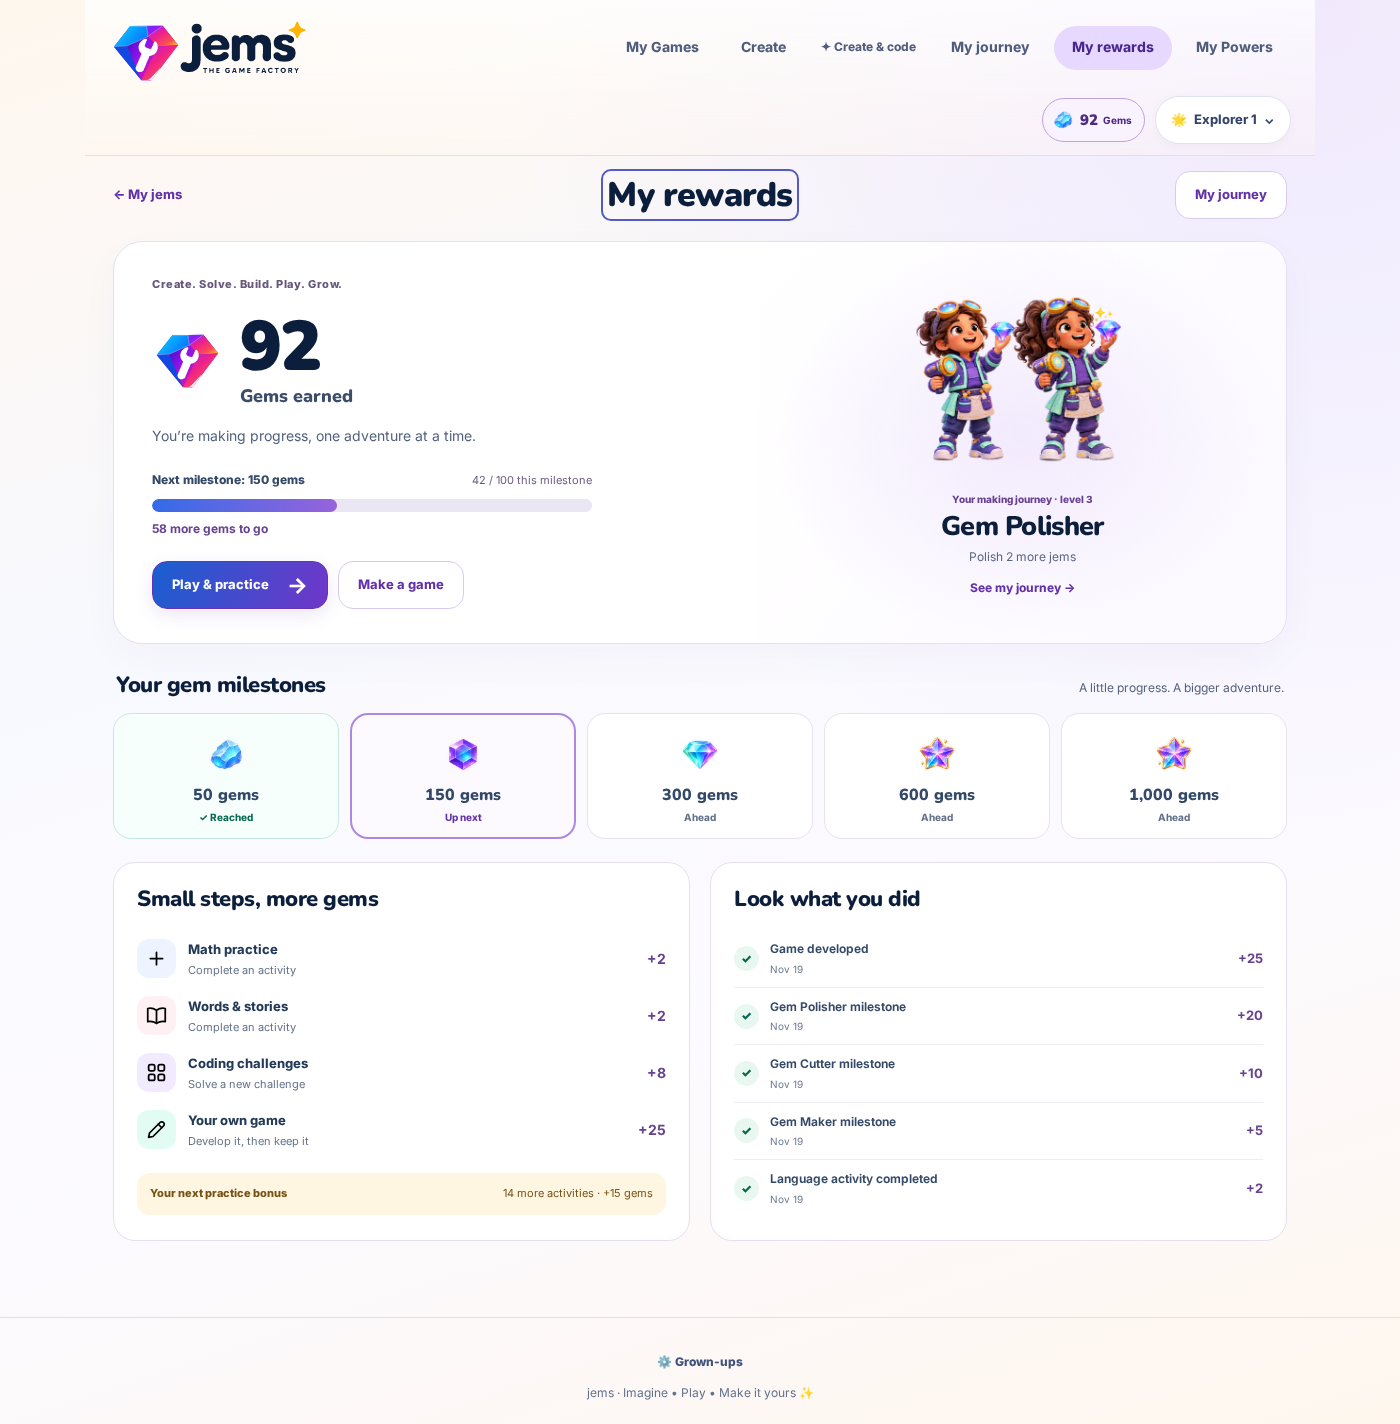 jems
THE GAME FACTORY
My Games
Create
✦ Create & code
My journey
My rewards
My Powers
92 Gems
Explorer 1
← My jems
My rewards
My journey
Create. Solve. Build. Play. Grow.
92
Gems earned
You’re making progress, one adventure at a time.
Next milestone: 150 gems
42 / 100 this milestone
58 more gems to go
Play & practice →
Make a game
Your making journey · level 3
Gem Polisher
Polish 2 more jems
See my journey →
Your gem milestones
A little progress. A bigger adventure.
50 gems
✓ Reached
150 gems
Up next
300 gems
Ahead
600 gems
Ahead
1,000 gems
Ahead
Small steps, more gems
Math practice
Complete an activity
+2
Words & stories
Complete an activity
+2
Coding challenges
Solve a new challenge
+8
Your own game
Develop it, then keep it
+25
Your next practice bonus
14 more activities · +15 gems
Look what you did
Game developed
Nov 19
+25
Gem Polisher milestone
Nov 19
+20
Gem Cutter milestone
Nov 19
+10
Gem Maker milestone
Nov 19
+5
Language activity completed
Nov 19
+2
⚙️ Grown-ups
jems · Imagine • Play • Make it yours ✨